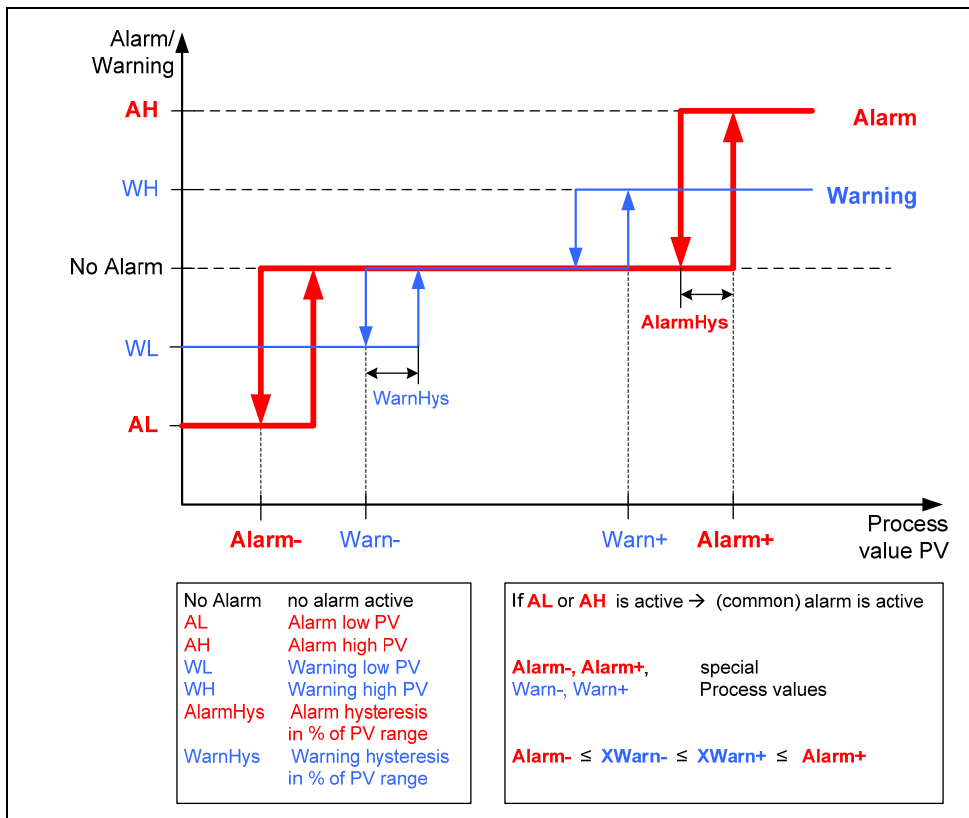 Alarm/
Warning
AH
Alarm
WH
Warning
No Alarm
AlarmHys
WL
WarnHys
AL
Alarm-
Warn-
Warn+
Alarm+
Process
value PV
No Alarm no alarm active
AL Alarm low PV
AH Alarm high PV
WL Warning low PV
WH Warning high PV
AlarmHys Alarm hysteresis
in % of PV range
WarnHys Warning hysteresis
in % of PV range
If AL or AH is active → (common) alarm is active
Alarm-, Alarm+, special
Warn-, Warn+ Process values
Alarm- ≤ XWarn- ≤ XWarn+ ≤ Alarm+